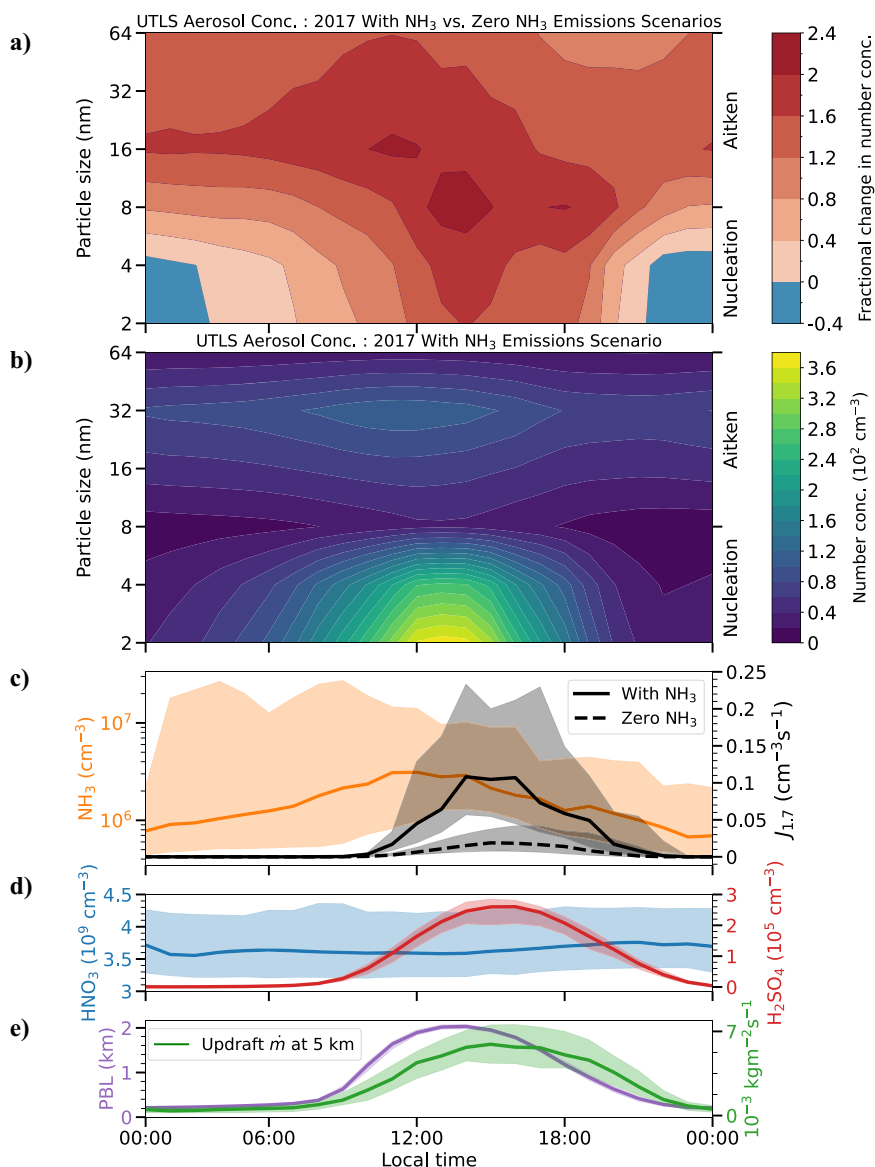 UTLS Aerosol Conc. : 2017 With NH₃ vs. Zero NH₃ Emissions Scenarios
a)
64
32
16
8
4
2
Particle size (nm)
Aitken
Nucleation
2.4
2
1.6
1.2
0.8
0.4
0
-0.4
Fractional change in number conc.
UTLS Aerosol Conc. : 2017 With NH₃ Emissions Scenario
b)
64
32
16
8
4
2
Particle size (nm)
Aitken
Nucleation
3.6
3.2
2.8
2.4
2.0
1.6
1.2
0.8
0.4
0
Number conc. (10² cm⁻³)
c)
NH₃ (cm⁻³)
10⁷
10⁶
With NH₃
Zero NH₃
0.25
0.2
0.15
0.1
0.05
0
J₁.₇ (cm⁻³s⁻¹)
d)
HNO₃ (10⁹ cm⁻³)
4.5
4
3.5
3
3
2
1
0
H₂SO₄ (10⁵ cm⁻³)
e)
PBL (km)
2
1
0
Updraft ṁ at 5 km
7
0
10⁻³ kgm⁻²s⁻¹
00:00
06:00
12:00
18:00
00:00
Local time